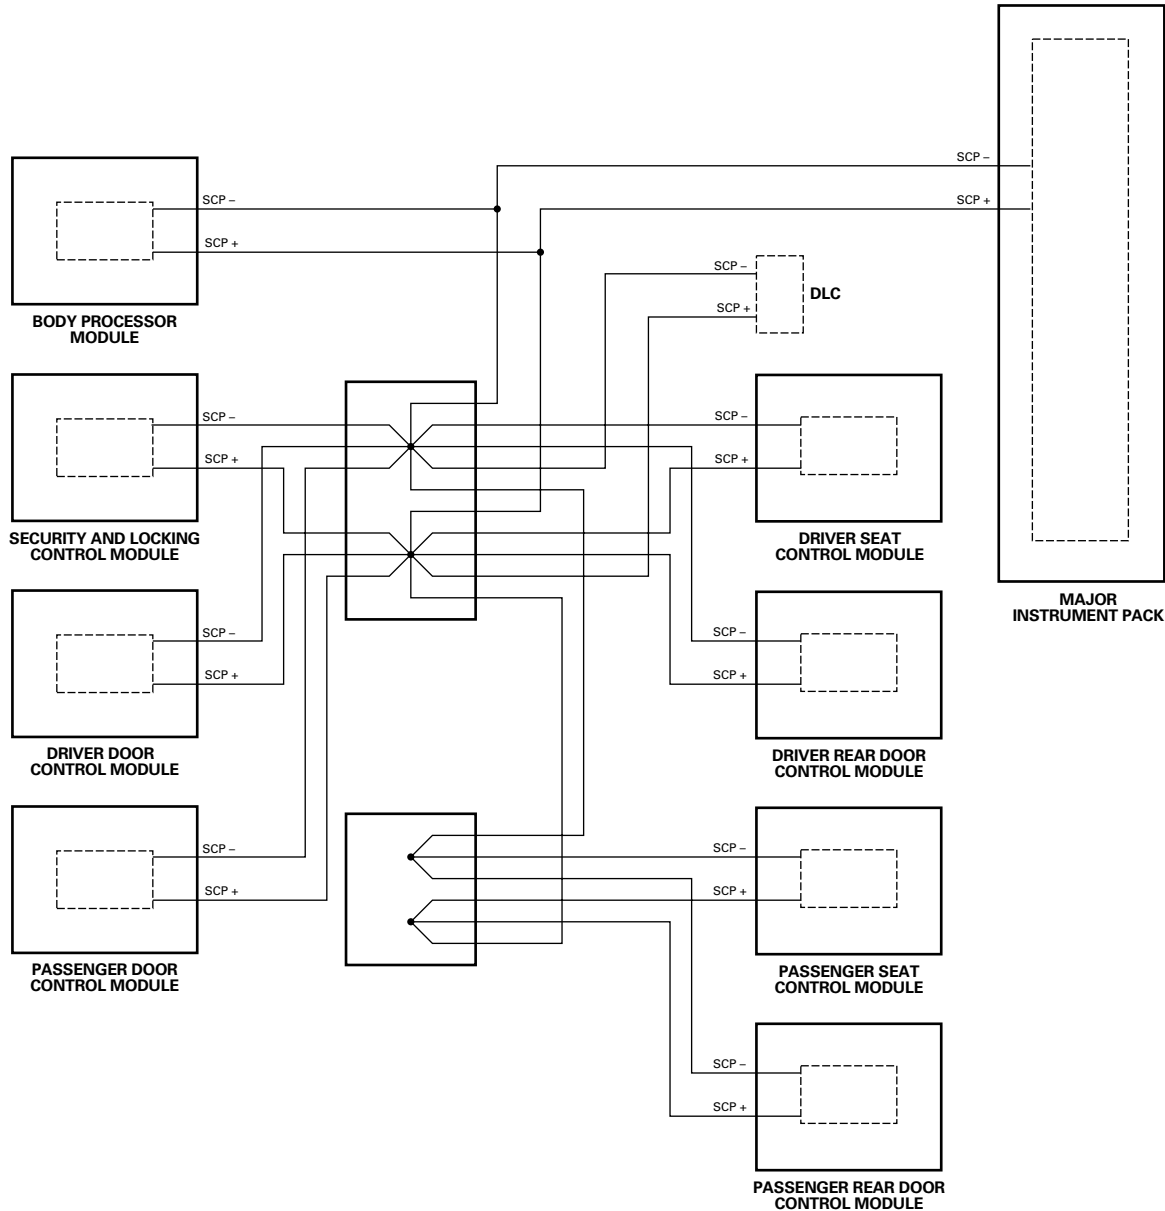 SCP –
SCP +
SCP –
SCP +
BODY PROCESSOR
MODULE
SCP –
SCP +
DLC
SCP –
SCP +
SECURITY AND LOCKING
CONTROL MODULE
SCP –
SCP +
DRIVER SEAT
CONTROL MODULE
MAJOR
INSTRUMENT PACK
SCP –
SCP +
DRIVER DOOR
CONTROL MODULE
SCP –
SCP +
DRIVER REAR DOOR
CONTROL MODULE
SCP –
SCP +
PASSENGER DOOR
CONTROL MODULE
SCP –
SCP +
PASSENGER SEAT
CONTROL MODULE
SCP –
SCP +
PASSENGER REAR DOOR
CONTROL MODULE